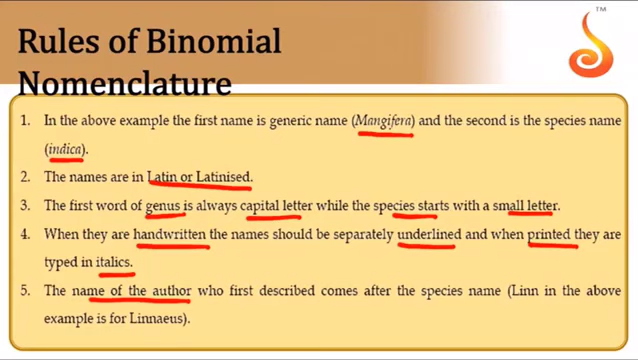 TM
Rules of Binomial
Nomenclature
1. In the above example the first name is generic name (Mangifera) and the second is the species name
(indica).
2. The names are in Latin or Latinised.
3. The first word of genus is always capital letter while the species starts with a small letter.
4. When they are handwritten the names should be separately underlined and when printed they are
typed in italics.
5. The name of the author who first described comes after the species name (Linn in the above
example is for Linnaeus).